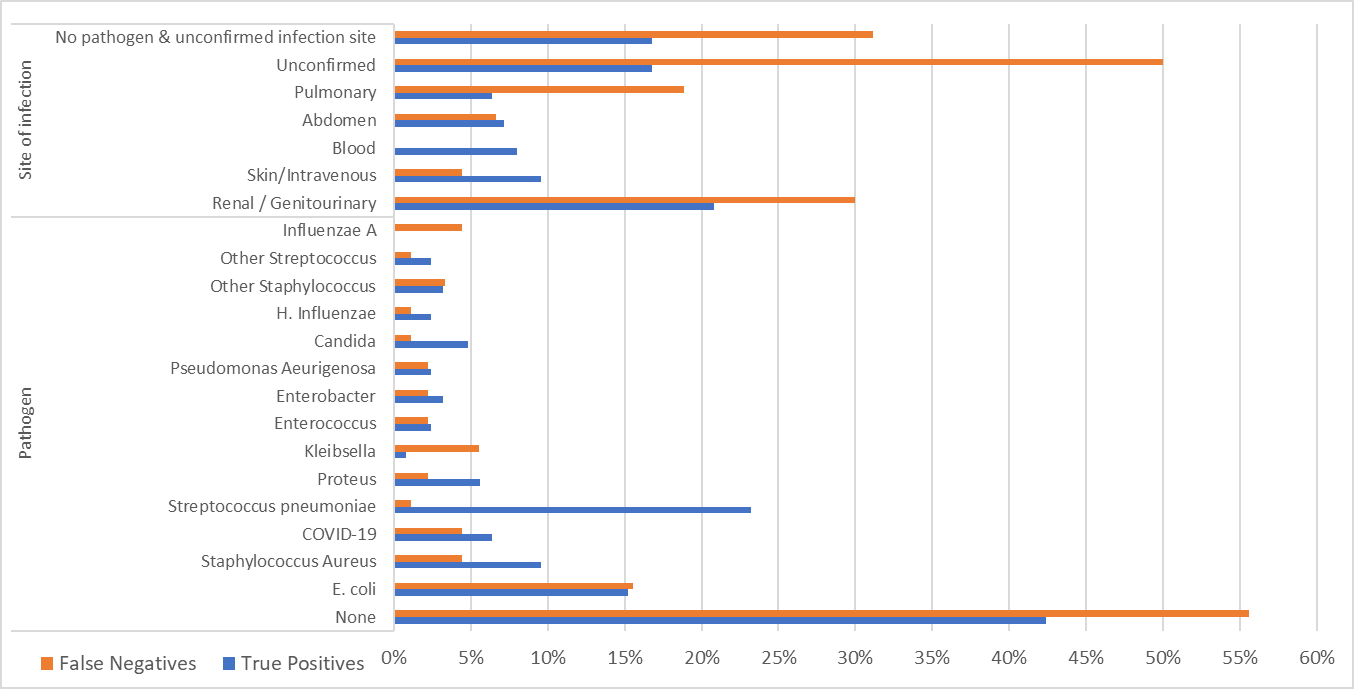 Site of infection
No pathogen & unconfirmed infection site
Unconfirmed
Pulmonary
Abdomen
Blood
Skin/Intravenous
Renal / Genitourinary
Pathogen
Influenzae A
Other Streptococcus
Other Staphylococcus
H. Influenzae
Candida
Pseudomonas Aeurigenosa
Enterobacter
Enterococcus
Kleibsella
Proteus
Streptococcus pneumoniae
COVID-19
Staphylococcus Aureus
E. coli
None
0% 5% 10% 15% 20% 25% 30% 35% 40% 45% 50% 55% 60%
False Negatives True Positives